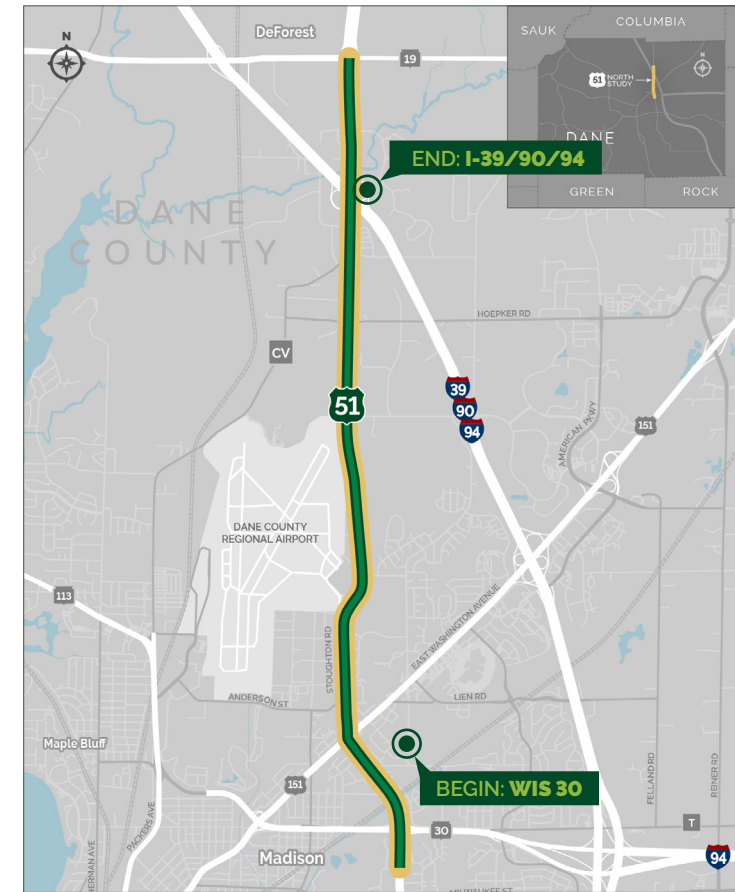 N
DeForest
19
SAUK
COLUMBIA
51 NORTH
STUDY
N
DANE
GREEN
ROCK
END: I-39/90/94
DANE
COUNTY
HOEPKER RD
CV
39
90
94
51
151
AMERICAN PKWY
DANE COUNTY
REGIONAL AIRPORT
113
STOUGHTON RD
EAST WASHINGTON AVENUE
ANDERSON ST
LIEN RD
Maple Bluff
BEGIN: WIS 30
151
PACKERS AVE
FELLAND RD
REINER RD
30
T
94
Madison
HERMAN AVE
MILWAUKEE ST